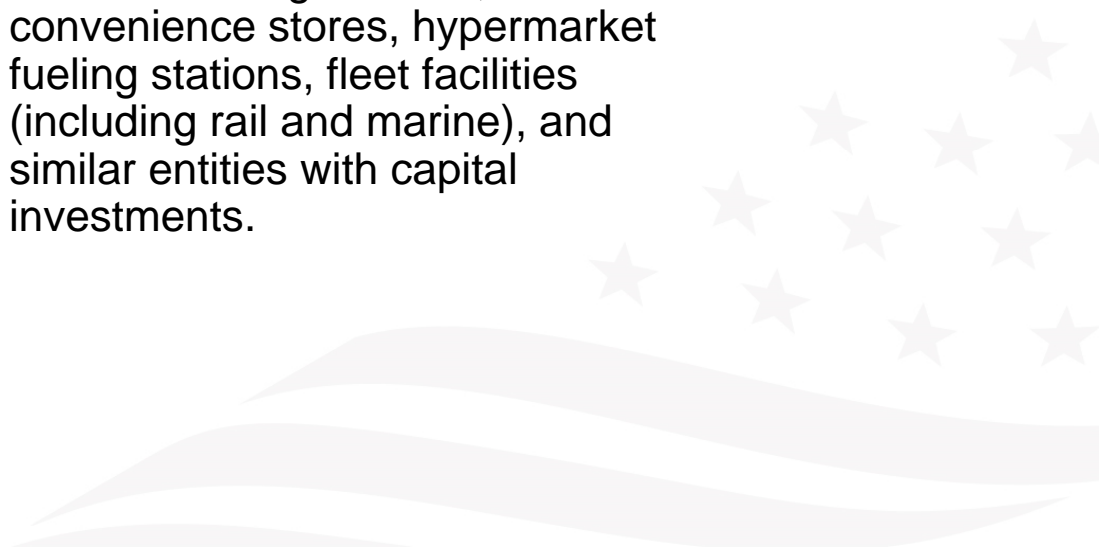 convenience stores, hypermarket
fueling stations, fleet facilities
(including rail and marine), and
similar entities with capital
investments.